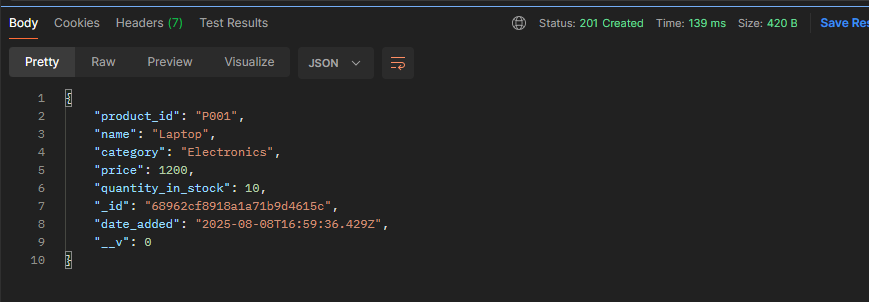 Body Cookies Headers (7) Test Results Status: 201 Created Time: 139 ms Size: 420 B Save Res
Pretty Raw Preview Visualize JSON
1 {
2 "product_id": "P001",
3 "name": "Laptop",
4 "category": "Electronics",
5 "price": 1200,
6 "quantity_in_stock": 10,
7 "_id": "68962cf8918a1a71b9d4615c",
8 "date_added": "2025-08-08T16:59:36.429Z",
9 "__v": 0
10 }